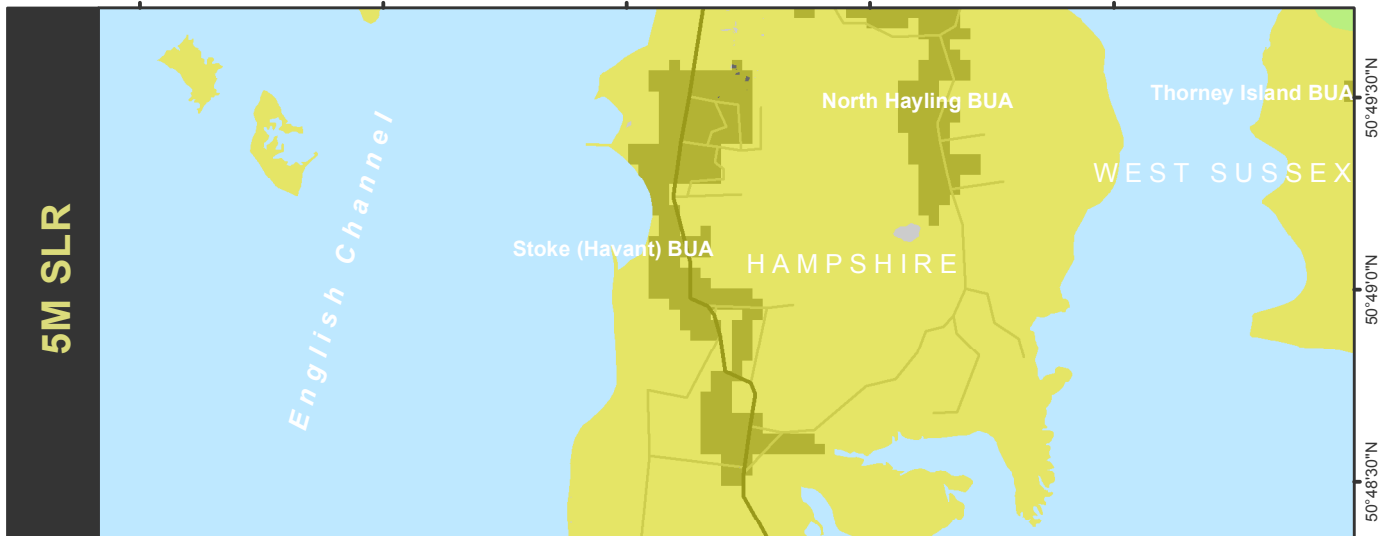 5M SLR
English Channel
North Hayling BUA
Thorney Island BUA
WEST SUSSEX
Stoke (Havant) BUA
HAMPSHIRE
50°49'30"N
50°49'0"N
50°48'30"N